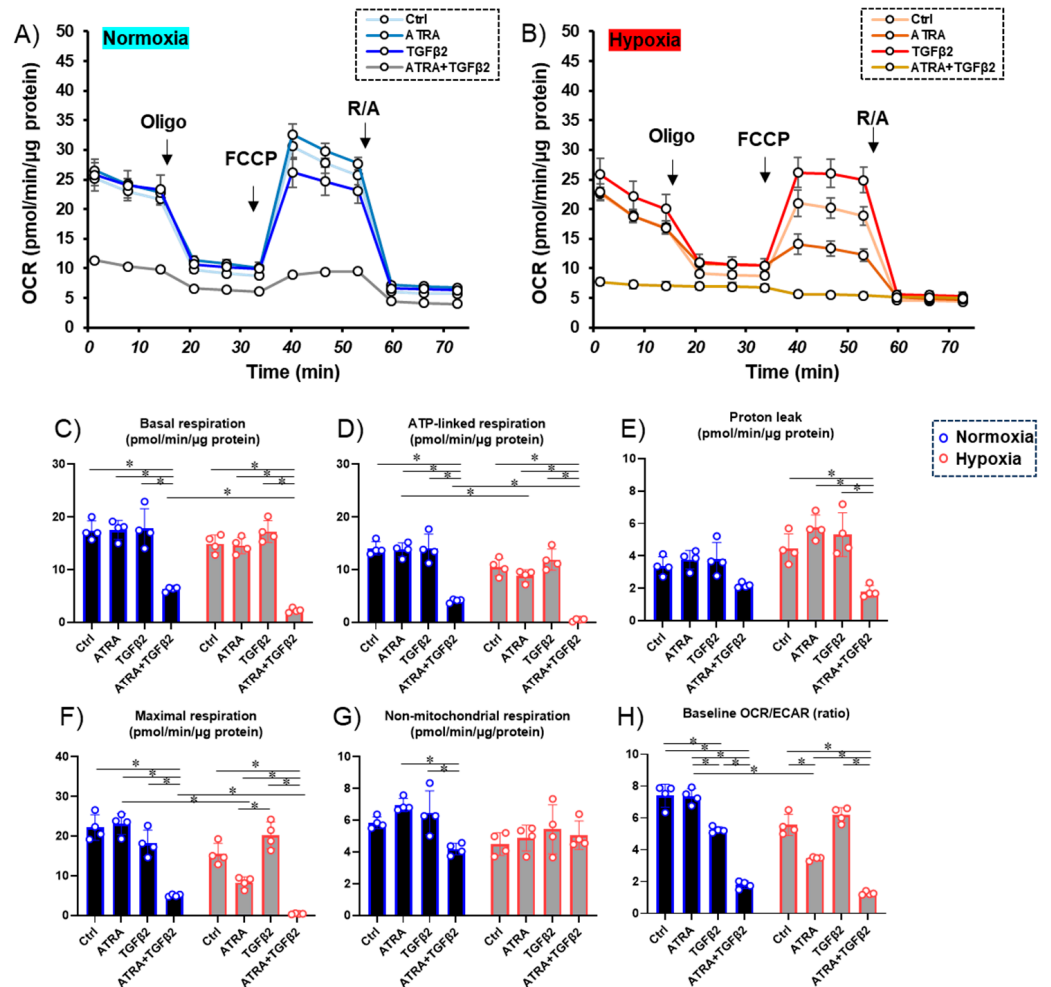 A)
Normoxia
Ctrl
ATRA
TGFβ2
ATRA+TGFβ2
OCR (pmol/min/µg protein)
50
45
40
35
30
25
20
15
10
5
0
Oligo
FCCP
R/A
0 10 20 30 40 50 60 70
Time (min)
B)
Hypoxia
Ctrl
ATRA
TGFβ2
ATRA+TGFβ2
OCR (pmol/min/µg protein)
50
45
40
35
30
25
20
15
10
5
0
Oligo
FCCP
R/A
0 10 20 30 40 50 60 70
Time (min)
C)
Basal respiration
(pmol/min/µg protein)
30
20
10
0
* * * *
Ctrl ATRA TGFβ2 ATRA+TGFβ2 Ctrl ATRA TGFβ2 ATRA+TGFβ2
* * *
D)
ATP-linked respiration
(pmol/min/µg protein)
30
20
10
0
* * * * *
* * *
Ctrl ATRA TGFβ2 ATRA+TGFβ2 Ctrl ATRA TGFβ2 ATRA+TGFβ2
E)
Proton leak
(pmol/min/µg protein)
8
6
4
2
0
* * *
Ctrl ATRA TGFβ2 ATRA+TGFβ2 Ctrl ATRA TGFβ2 ATRA+TGFβ2
Normoxia
Hypoxia
F)
Maximal respiration
(pmol/min/µg protein)
40
30
20
10
0
* * * * *
* * * *
Ctrl ATRA TGFβ2 ATRA+TGFβ2 Ctrl ATRA TGFβ2 ATRA+TGFβ2
G)
Non-mitochondrial respiration
(pmol/min/µg/protein)
10
8
6
4
2
0
* *
Ctrl ATRA TGFβ2 ATRA+TGFβ2 Ctrl ATRA TGFβ2 ATRA+TGFβ2
H)
Baseline OCR/ECAR (ratio)
10
8
6
4
2
0
* * * * * *
* * * *
Ctrl ATRA TGFβ2 ATRA+TGFβ2 Ctrl ATRA TGFβ2 ATRA+TGFβ2